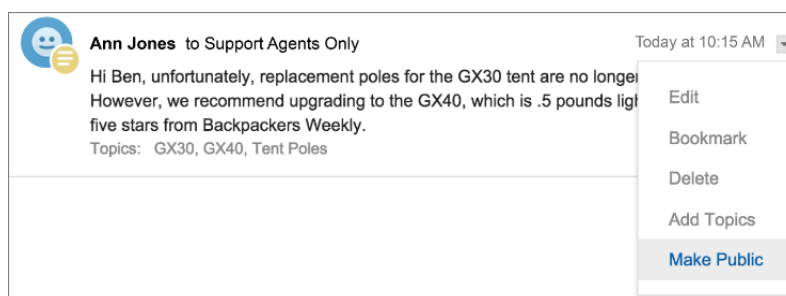 Ann Jones to Support Agents Only
Today at 10:15 AM
Hi Ben, unfortunately, replacement poles for the GX30 tent are no
However, we recommend upgrading to the GX40, which is .5 pounds
five stars from Backpackers Weekly.
Topics: GX30, GX40, Tent Poles
Edit
Bookmark
Delete
Add Topics
Make Public